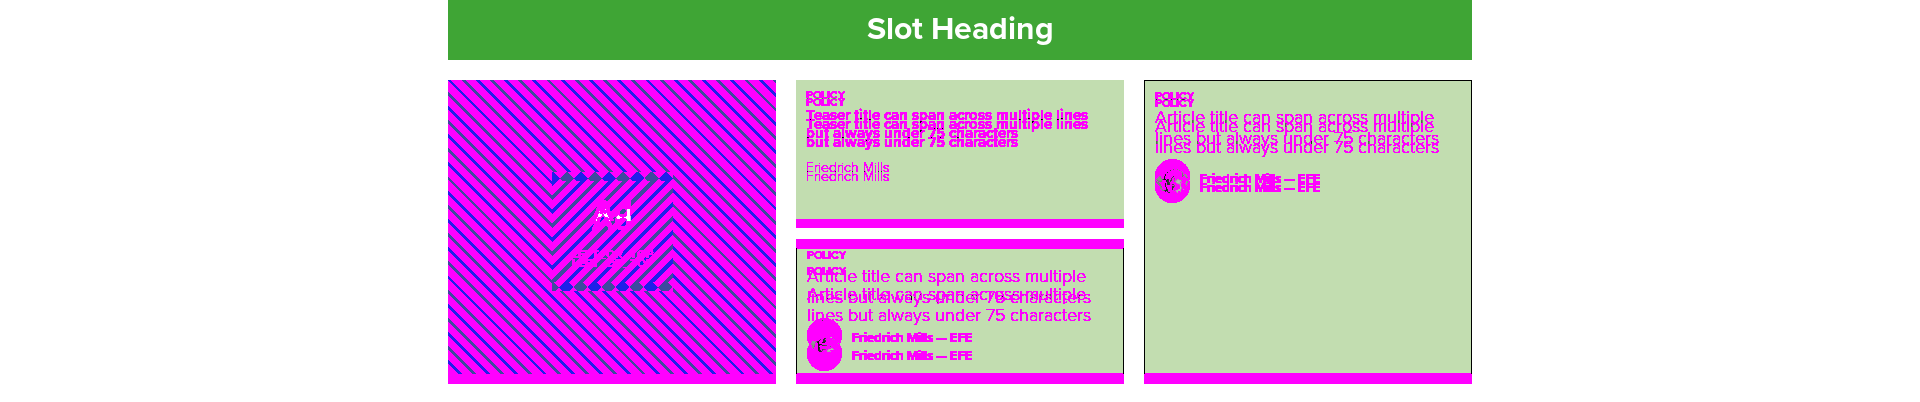 Slot Heading
Ad
POLICY
POLICY
Teaser title can span across multiple lines
Teaser title can span across multiple lines
but always under 75 characters
but always under 75 characters
Friedrich Mills
Friedrich Mills
POLICY
POLICY
Article title can span across multiple
Article title can span across multiple
lines but always under 75 characters
lines but always under 75 characters
Friedrich Mills — EFE
Friedrich Mills — EFE
POLICY
POLICY
Article title can span across multiple
Article title can span across multiple
lines but always under 75 characters
lines but always under 75 characters
Friedrich Mills — EFE
Friedrich Mills — EFE